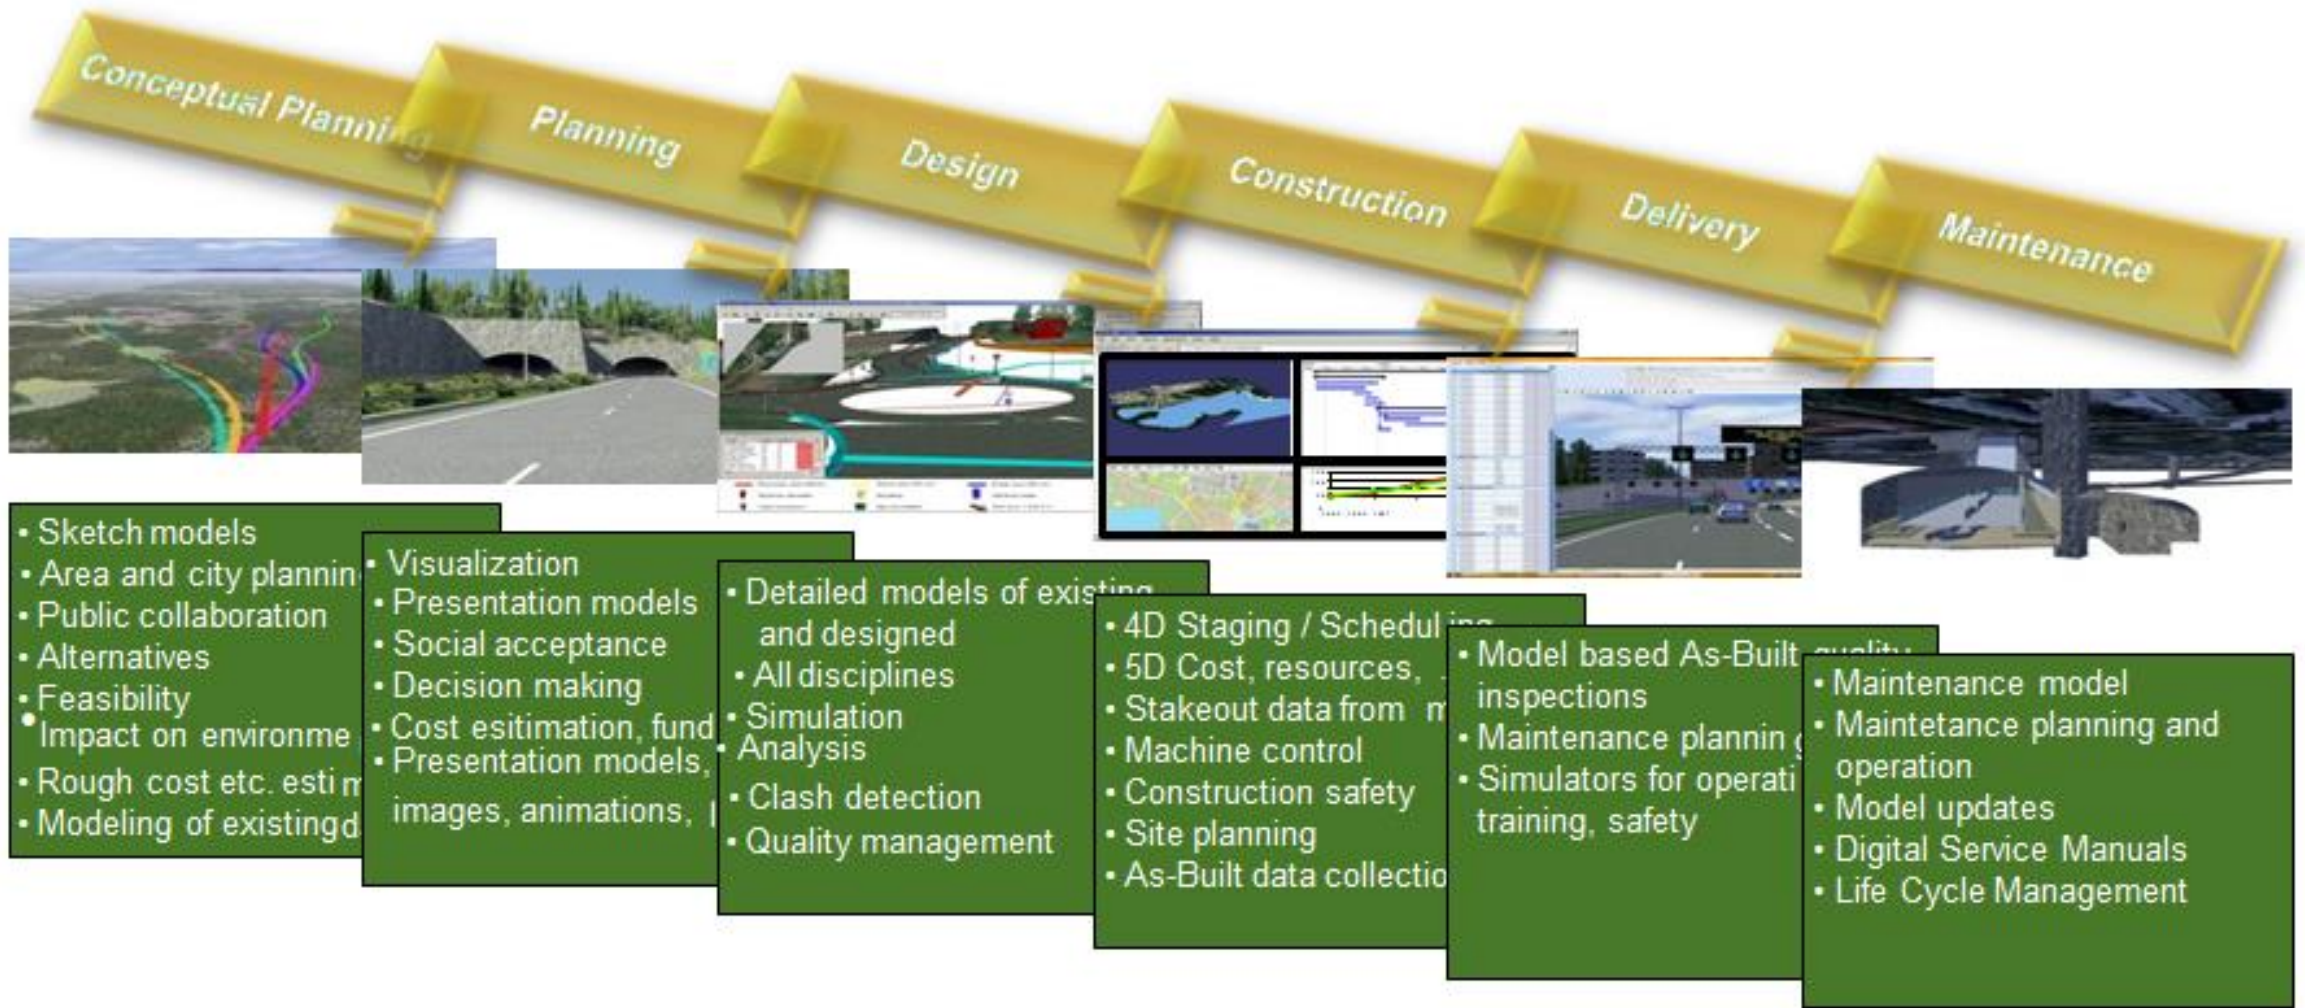 Conceptual Planning
Planning
Design
Construction
Delivery
Maintenance
• Sketch models
• Area and city plannin
• Public collaboration
• Alternatives
• Feasibility
• Impact on environme
• Rough cost etc. estim
• Modeling of existing d
• Visualization
• Presentation models
• Social acceptance
• Decision making
• Cost esitimation, fund
• Presentation models,
images, animations,
• Detailed models of existing
and designed
• All disciplines
• Simulation
• Analysis
• Clash detection
• Quality management
• 4D Staging / Scheduling
• 5D Cost, resources,
• Stakeout data from m
• Machine control
• Construction safety
• Site planning
• As-Built data collectio
• Model based As-Built quality
inspections
• Maintenance planning
• Simulators for operati
training, safety
• Maintenance model
• Maintetance planning and
operation
• Model updates
• Digital Service Manuals
• Life Cycle Management